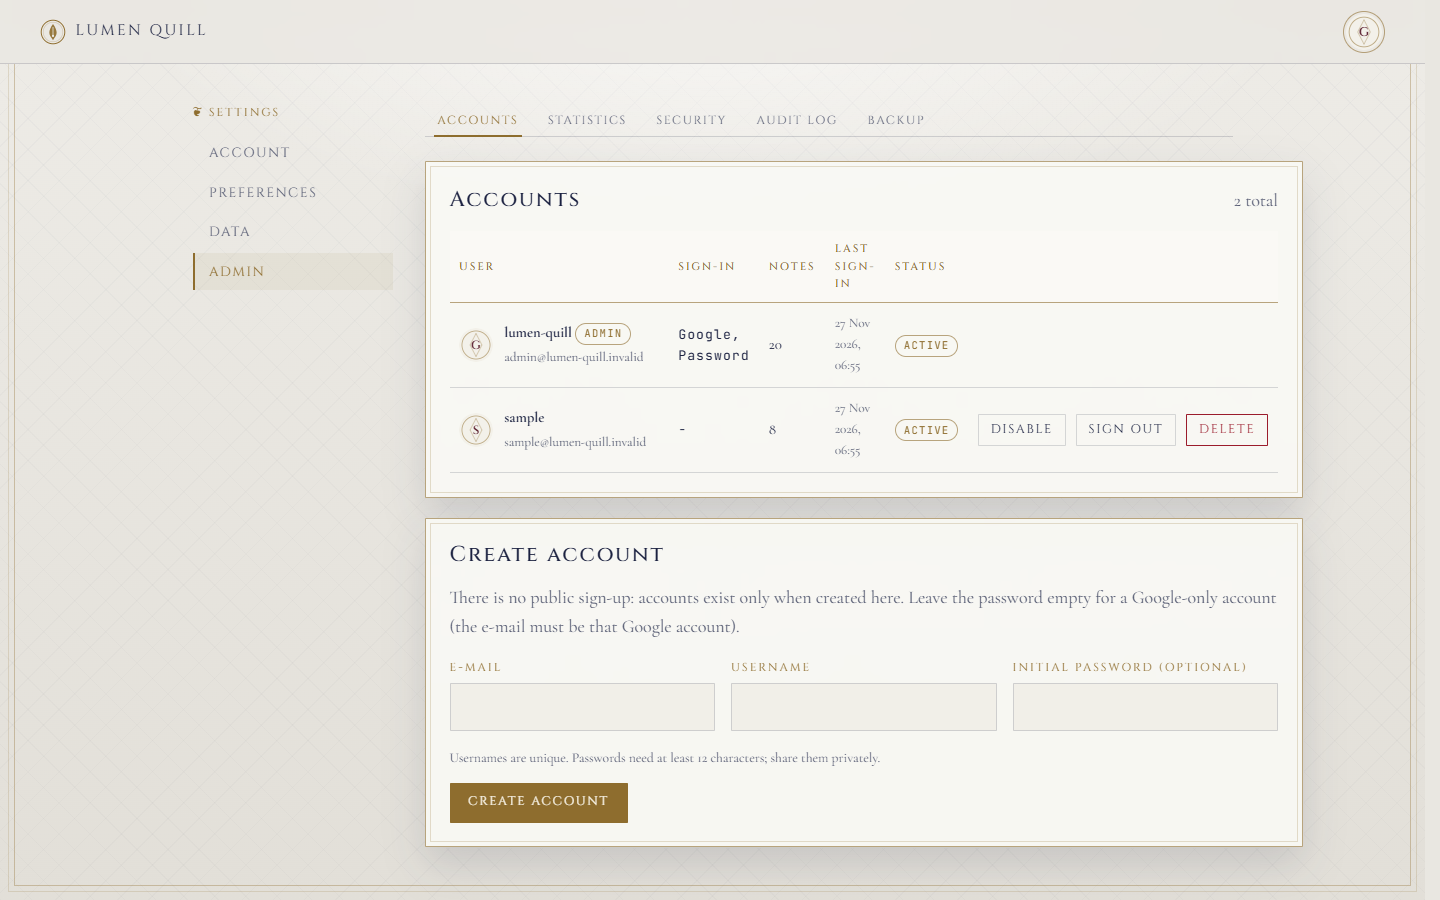 LUMEN QUILL
G
SETTINGS
ACCOUNT
PREFERENCES
DATA
ADMIN
ACCOUNTS STATISTICS SECURITY AUDIT LOG BACKUP
Accounts
2 total
USER SIGN-IN NOTES LAST SIGN-IN STATUS
G
lumen-quill ADMIN
admin@lumen-quill.invalid
Google,
Password
20
27 Nov
2026,
06:55
ACTIVE
S
sample
sample@lumen-quill.invalid
-
8
27 Nov
2026,
06:55
ACTIVE
DISABLE SIGN OUT DELETE
Create account
There is no public sign-up: accounts exist only when created here. Leave the password empty for a Google-only account
(the e-mail must be that Google account).
E-MAIL USERNAME INITIAL PASSWORD (OPTIONAL)
Usernames are unique. Passwords need at least 12 characters; share them privately.
CREATE ACCOUNT